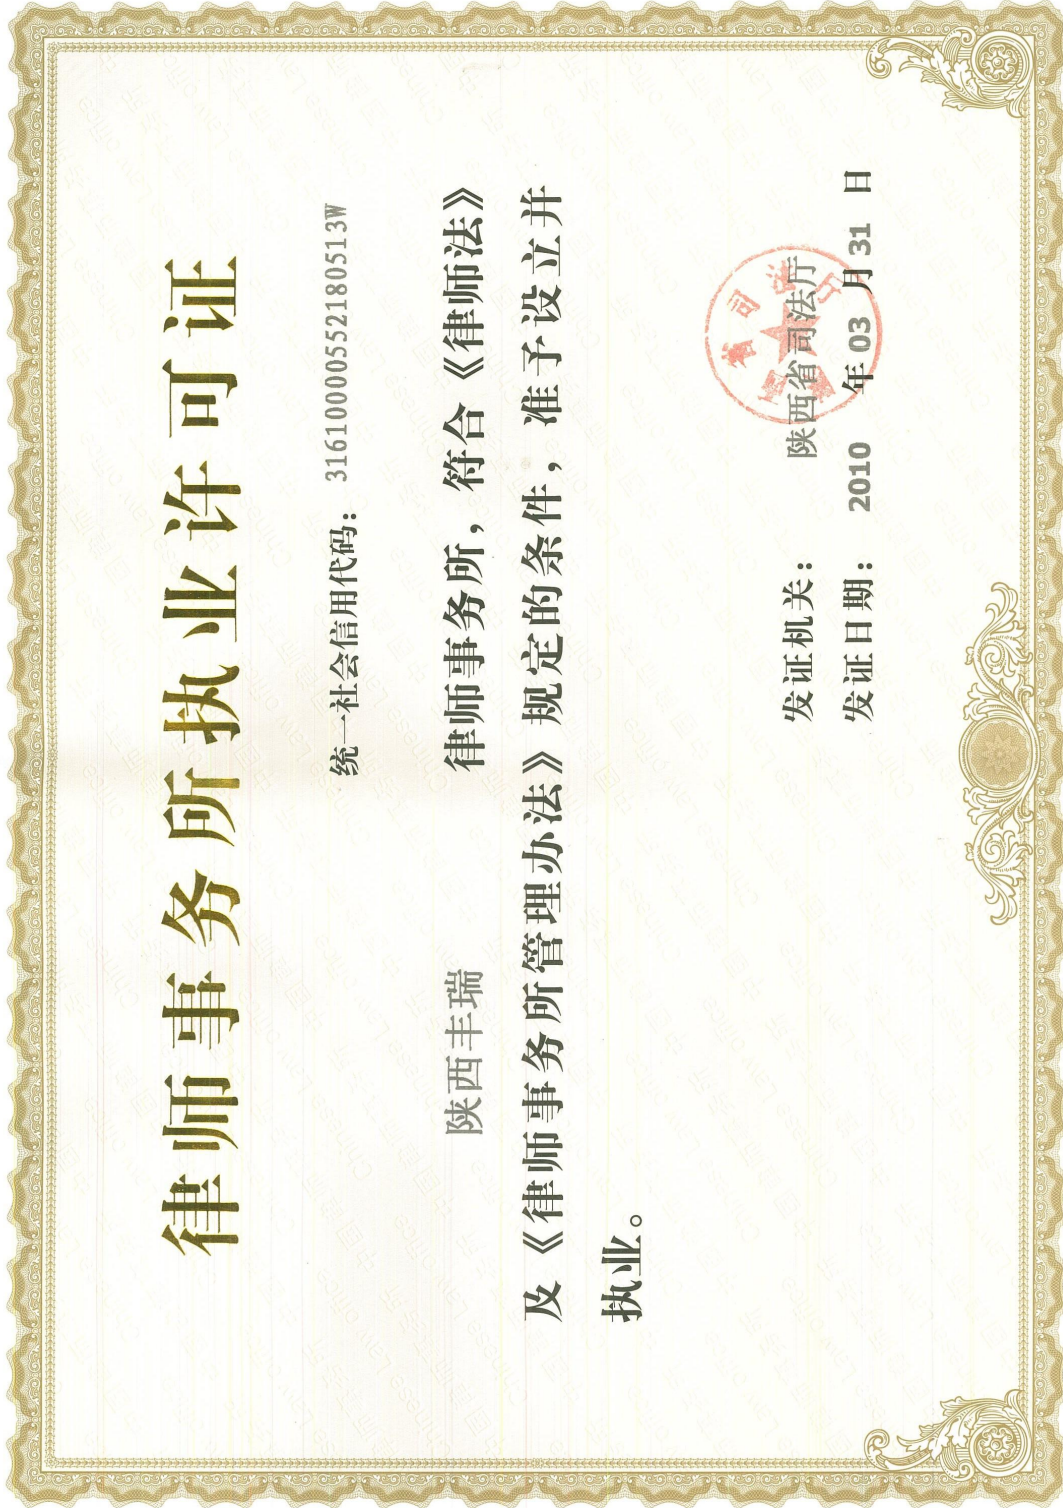 律师事务所执业许可证
统一社会信用代码：31610000552180513W
陕西丰瑞 律师事务所，符合《律师法》
及《律师事务所管理办法》规定的条件，准予设立并
执业。
发证机关：陕西省司法厅
发证日期：2010 年 03 月 31 日